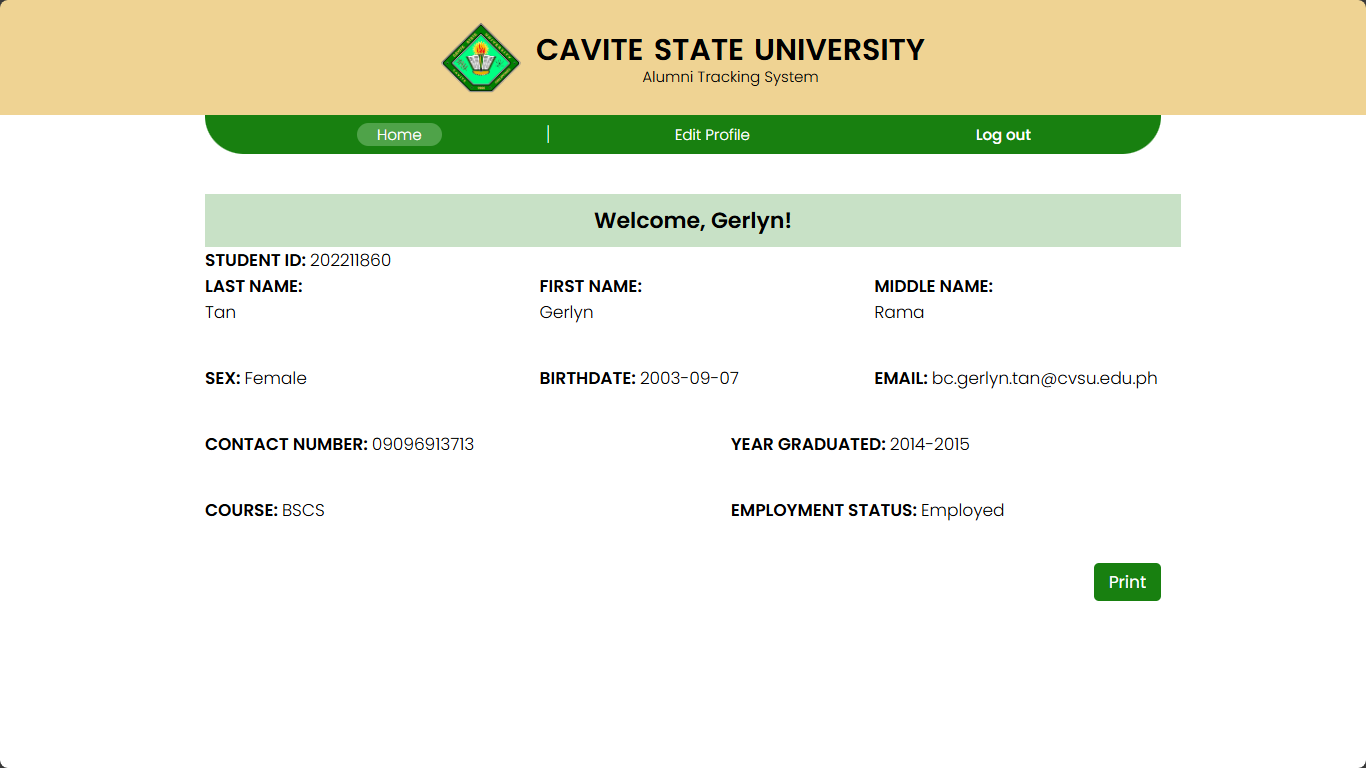 CAVITE STATE UNIVERSITY
Alumni Tracking System
Home | Edit Profile Log out
Welcome, Gerlyn!
STUDENT ID: 202211860
LAST NAME: FIRST NAME: MIDDLE NAME:
Tan Gerlyn Rama
SEX: Female BIRTHDATE: 2003-09-07 EMAIL: bc.gerlyn.tan@cvsu.edu.ph
CONTACT NUMBER: 09096913713 YEAR GRADUATED: 2014-2015
COURSE: BSCS EMPLOYMENT STATUS: Employed
Print